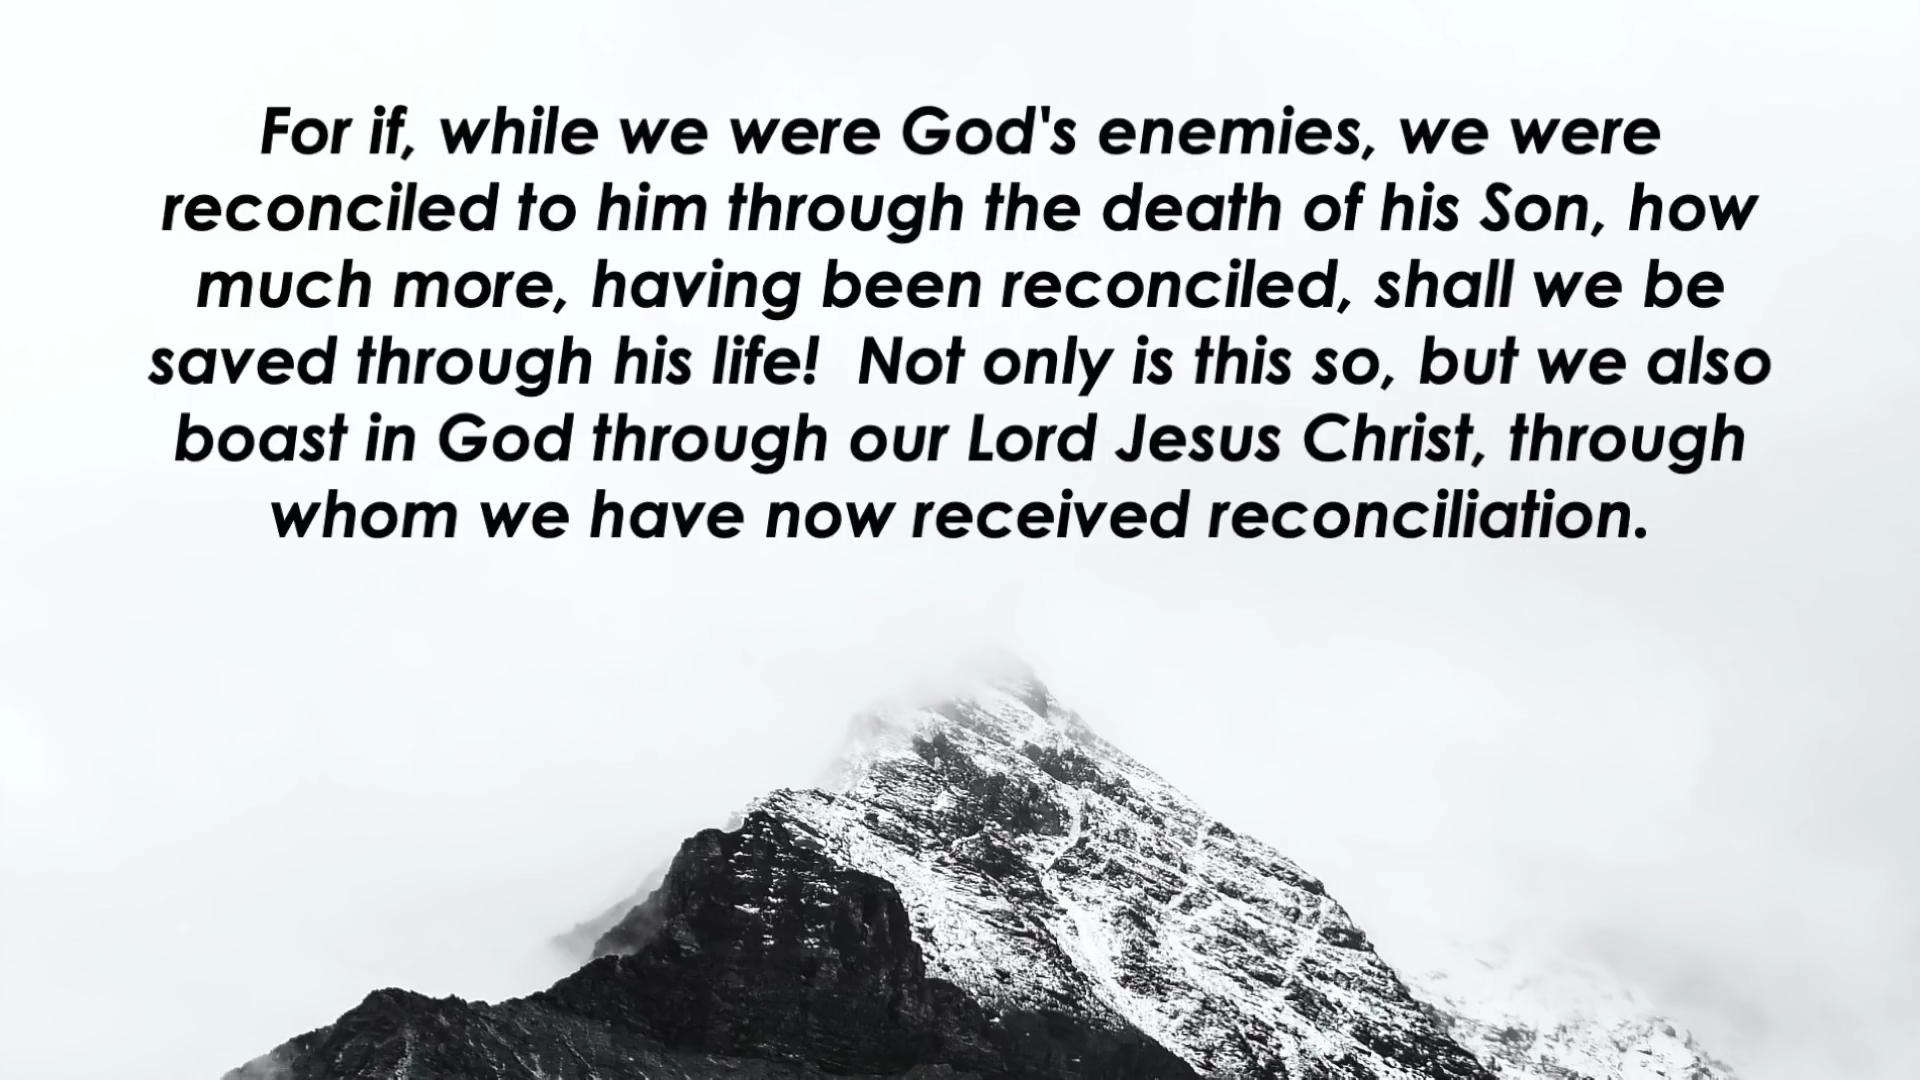 For if, while we were God's enemies, we were
reconciled to him through the death of his Son, how
much more, having been reconciled, shall we be
saved through his life!  Not only is this so, but we also
boast in God through our Lord Jesus Christ, through
whom we have now received reconciliation.